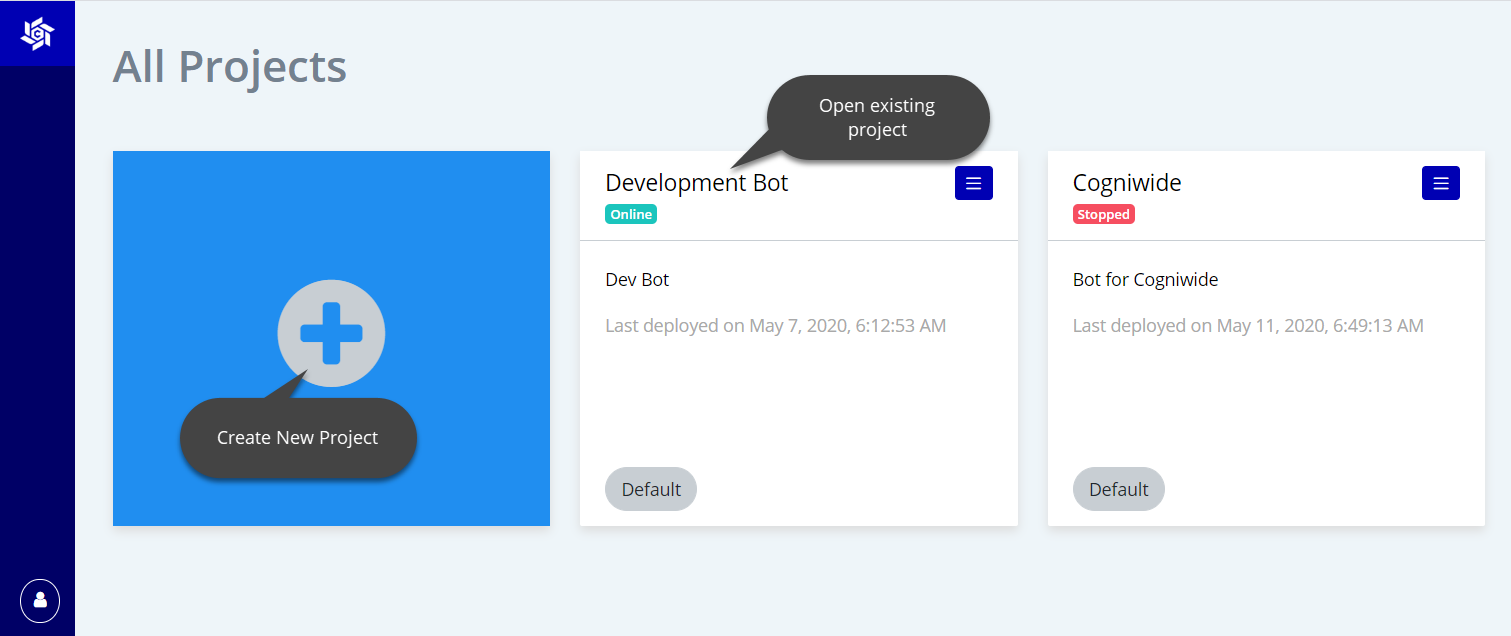 All Projects
Open existing
project
Create New Project
Development Bot
Online
Dev Bot
Last deployed on May 7, 2020, 6:12:53 AM
Default
Cogniwide
Stopped
Bot for Cogniwide
Last deployed on May 11, 2020, 6:49:13 AM
Default